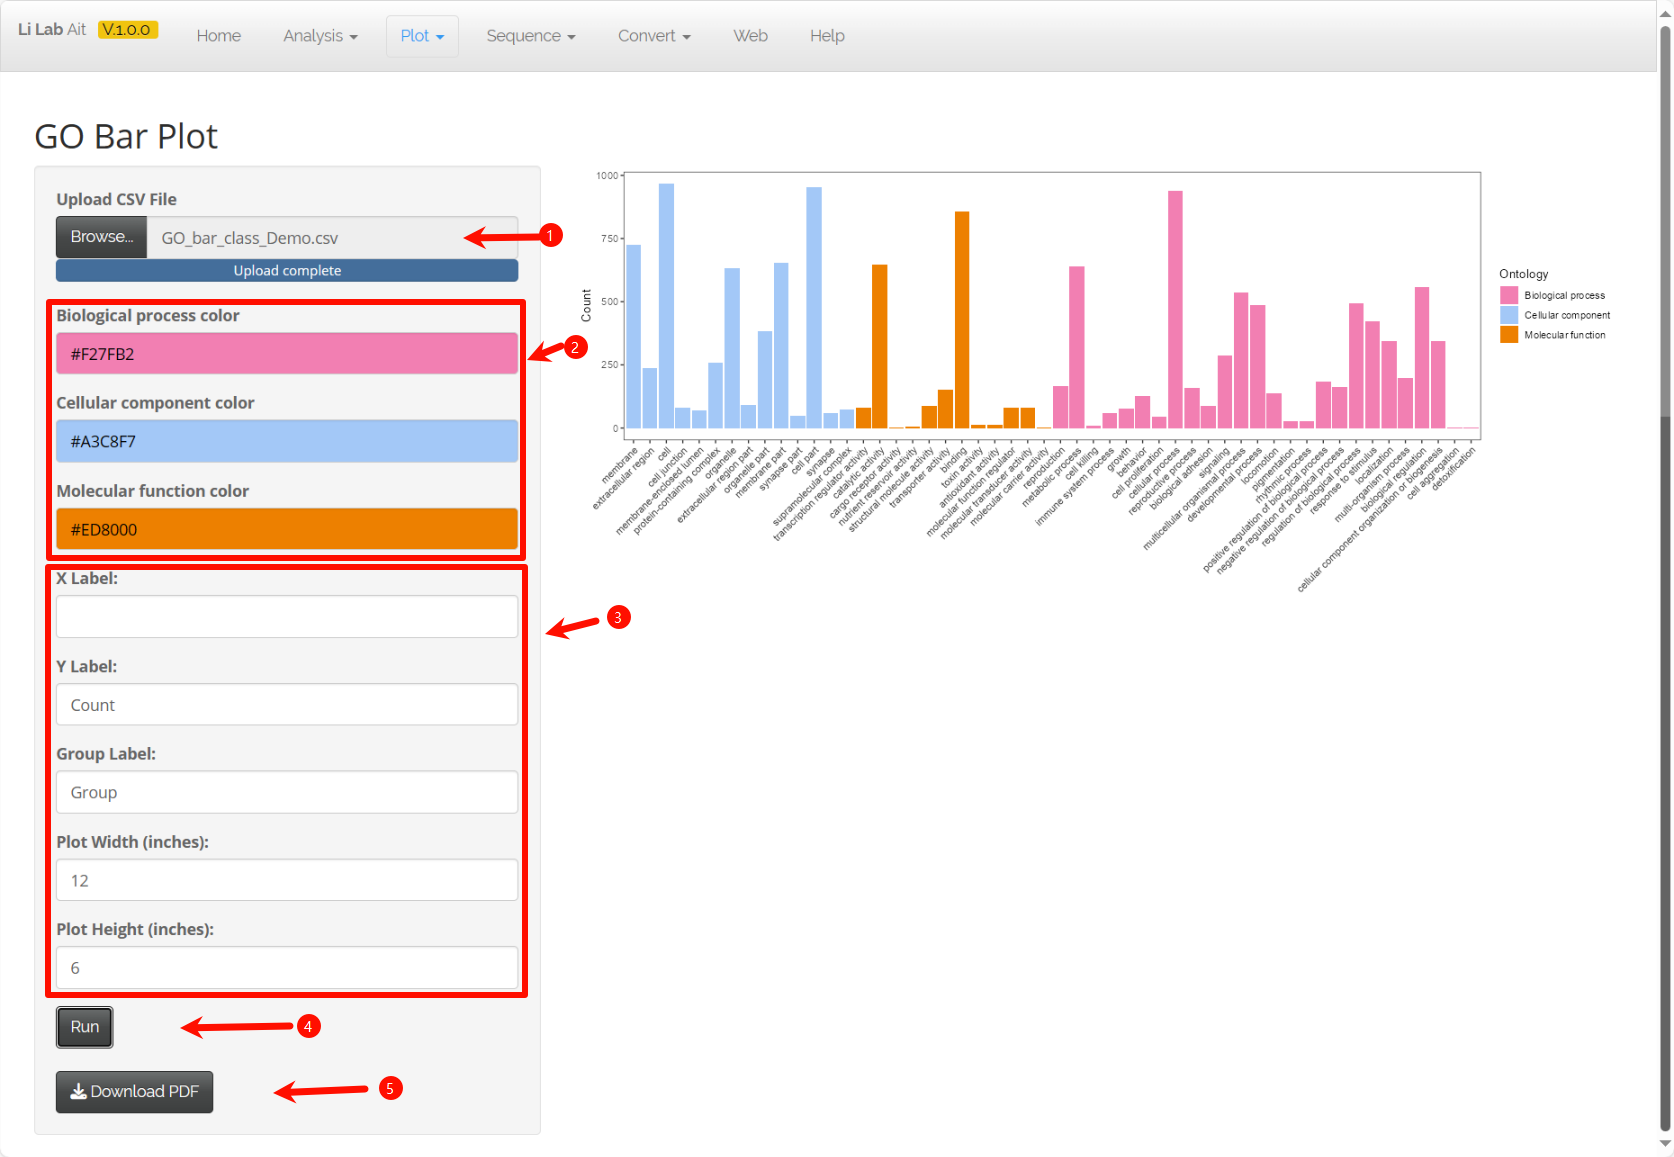 Li Lab Ait V.1.0.0 Home Analysis Plot Sequence Convert Web Help
GO Bar Plot
Upload CSV File
Browse... GO_bar_class_Demo.csv
1
Upload complete
Biological process color
#F27FB2
2
Cellular component color
#A3C8F7
Molecular function color
#ED8000
X Label:
3
Y Label:
Count
Group Label:
Group
Plot Width (inches):
12
Plot Height (inches):
6
Run
4
Download PDF
5
1000
750
500
250
0
Count
membrane
extracellular region
cell
cell junction
membrane-enclosed lumen
protein-containing complex
organelle
extracellular region part
organelle part
membrane part
synapse part
cell part
synapse
supramolecular complex
transcription regulator activity
catalytic activity
cargo receptor activity
nutrient reservoir activity
structural molecule activity
transporter activity
binding
toxin activity
antioxidant activity
molecular function regulator
molecular transducer activity
molecular carrier activity
reproduction
metabolic process
cell killing
immune system process
growth
behavior
cell proliferation
cellular process
reproductive process
biological adhesion
signaling
multicellular organismal process
developmental process
locomotion
pigmentation
rhythmic process
positive regulation of biological process
negative regulation of biological process
regulation of biological process
response to stimulus
localization
multi-organism process
biological regulation
cellular component organization or biogenesis
cell aggregation
detoxification
Ontology
Biological process
Cellular component
Molecular function